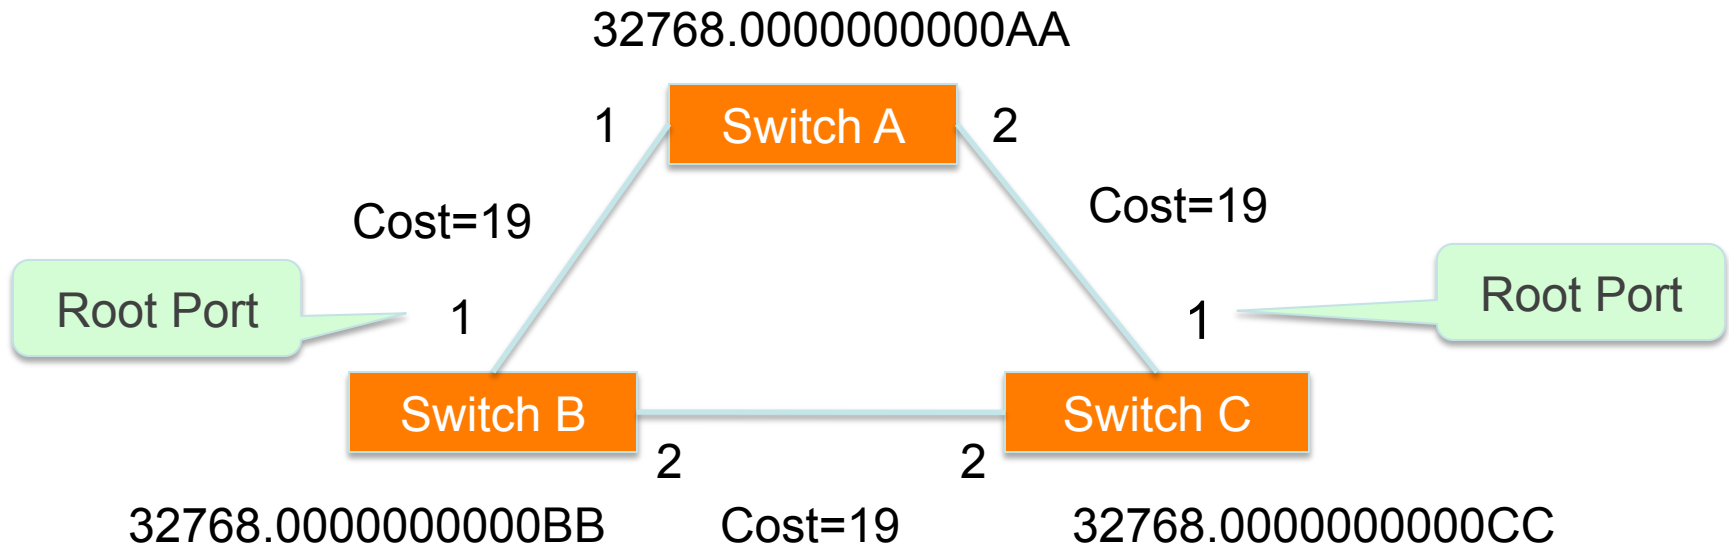 32768.0000000000AA
1
Switch A
2
Cost=19
Cost=19
Root Port
1
1
Root Port
Switch B
Switch C
2
2
32768.0000000000BB
Cost=19
32768.0000000000CC